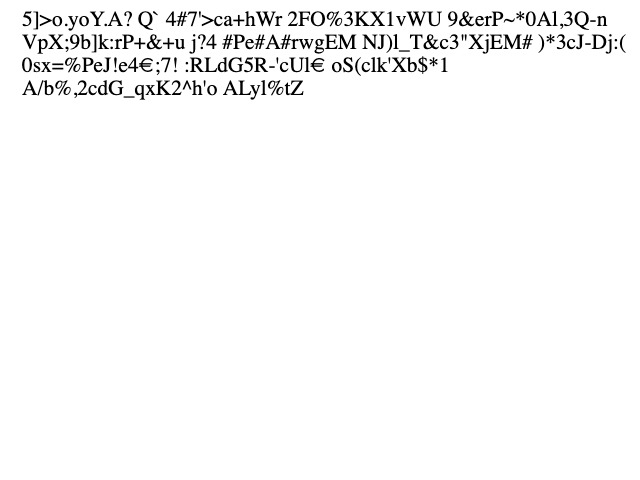 5]>o.yoY.A? Q` 4#7'>ca+hWr 2FO%3KX1vWU 9&erP~*0Al,3Q-n
VpX;9b]k:rP+&+u j?4 #Pe#A#rwgEM NJ)l_T&c3"XjEM# )*3cJ-Dj:(
0sx=%PeJ!e4€;7! :RLdG5R-'cUl€ oS(clk'Xb$*1
A/b%,2cdG_qxK2^h'o ALyl%tZ